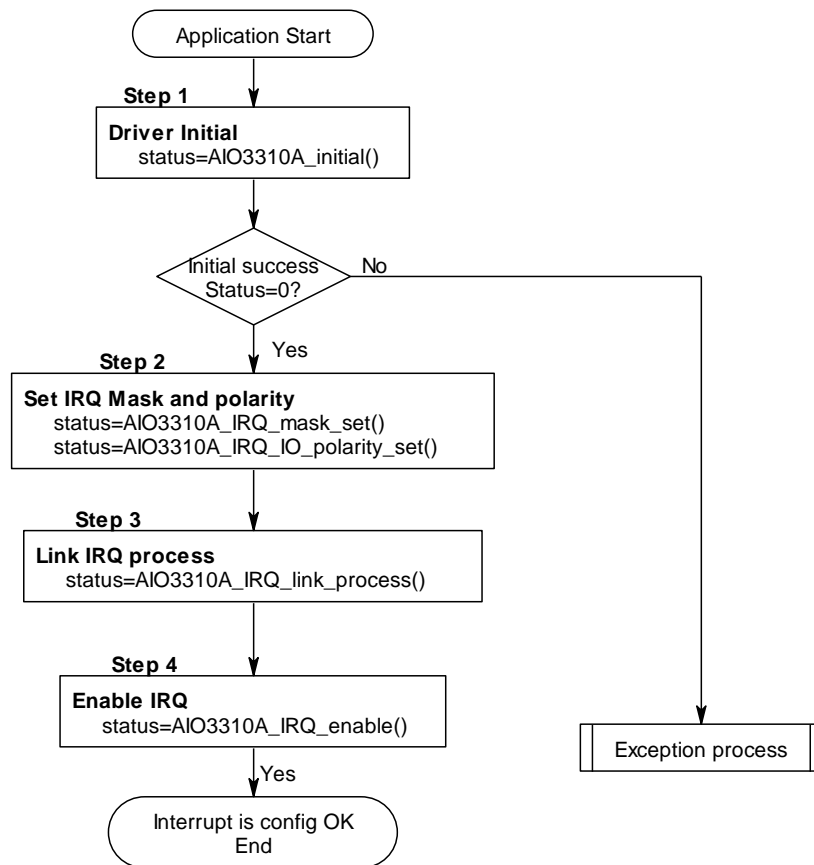 Application Start
Step 1
Driver Initial
status=AIO3310A_initial()
Initial success
Status=0?
No
Yes
Step 2
Set IRQ Mask and polarity
status=AIO3310A_IRQ_mask_set()
status=AIO3310A_IRQ_IO_polarity_set()
Step 3
Link IRQ process
status=AIO3310A_IRQ_link_process()
Step 4
Enable IRQ
status=AIO3310A_IRQ_enable()
Exception process
Yes
Interrupt is config OK
End